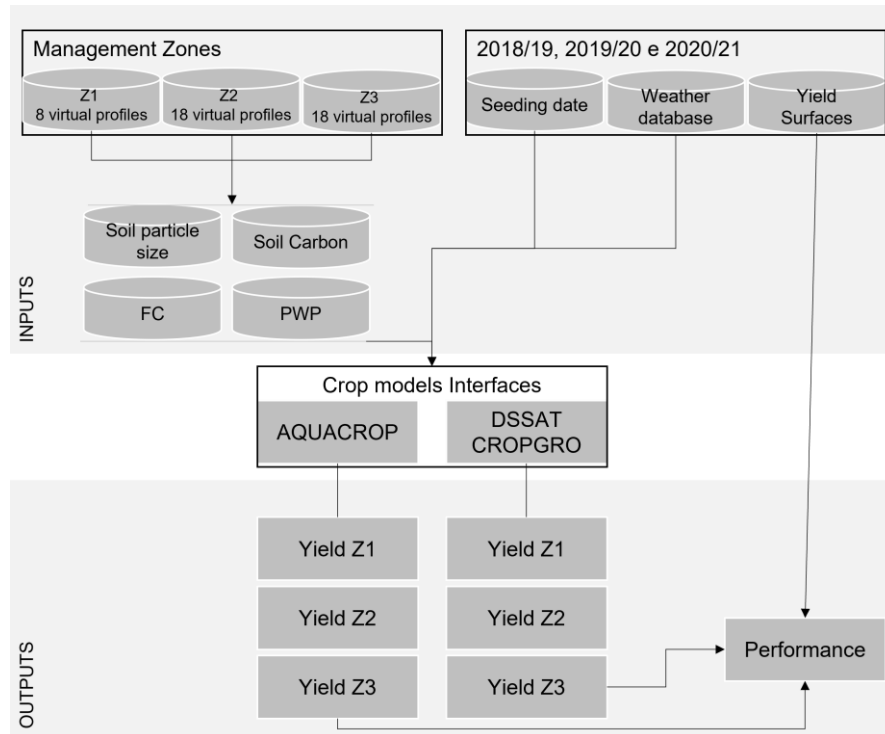 Management Zones
Z1
8 virtual profiles
Z2
18 virtual profiles
Z3
18 virtual profiles
2018/19, 2019/20 e 2020/21
Seeding date
Weather
database
Yield
Surfaces
Soil particle
size
Soil Carbon
FC
PWP
INPUTS
Crop models Interfaces
AQUACROP
DSSAT
CROPGRO
Yield Z1
Yield Z1
Yield Z2
Yield Z2
Yield Z3
Yield Z3
Performance
OUTPUTS